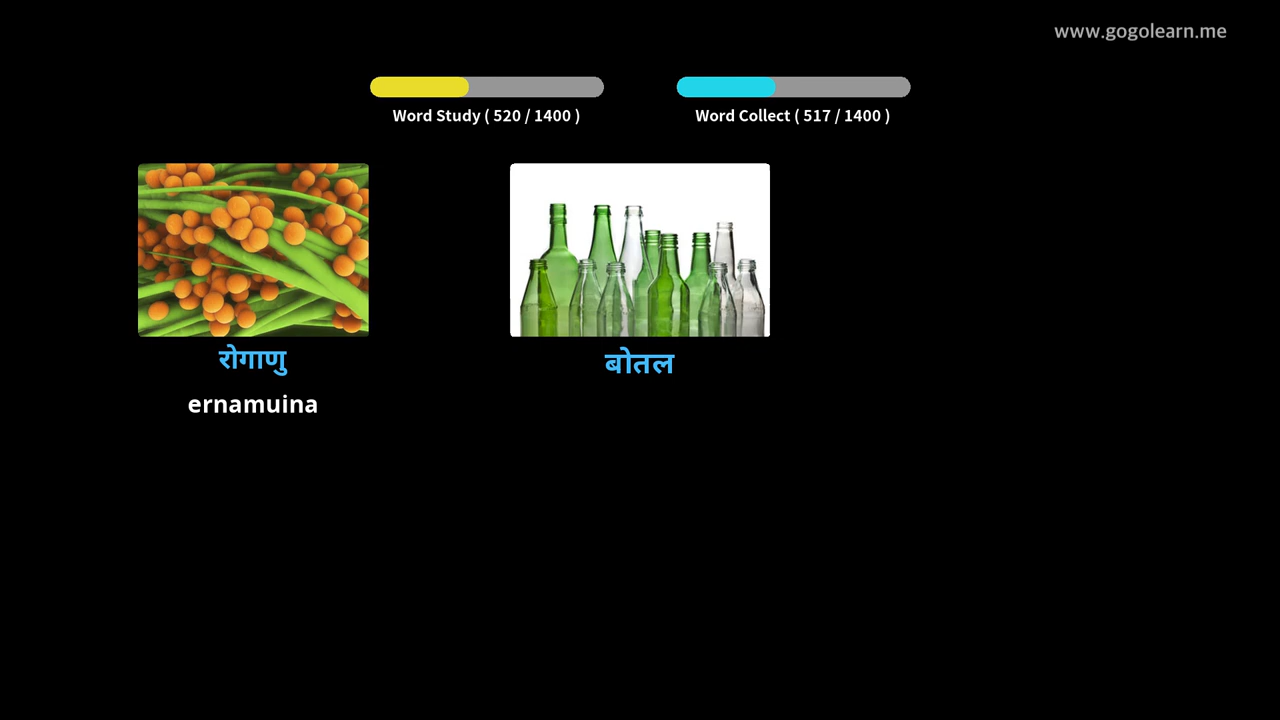 www.gogolearn.me
Word Study ( 520 / 1400 )
Word Collect ( 517 / 1400 )
रोगाणु
बोतल
ernamuina